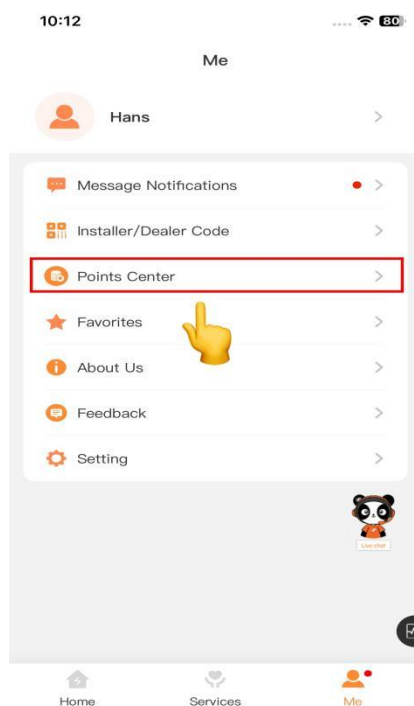 10:12
80
Me
Hans
Message Notifications
Installer/Dealer Code
Points Center
Favorites
About Us
Feedback
Setting
Live chat
Home
Services
Me